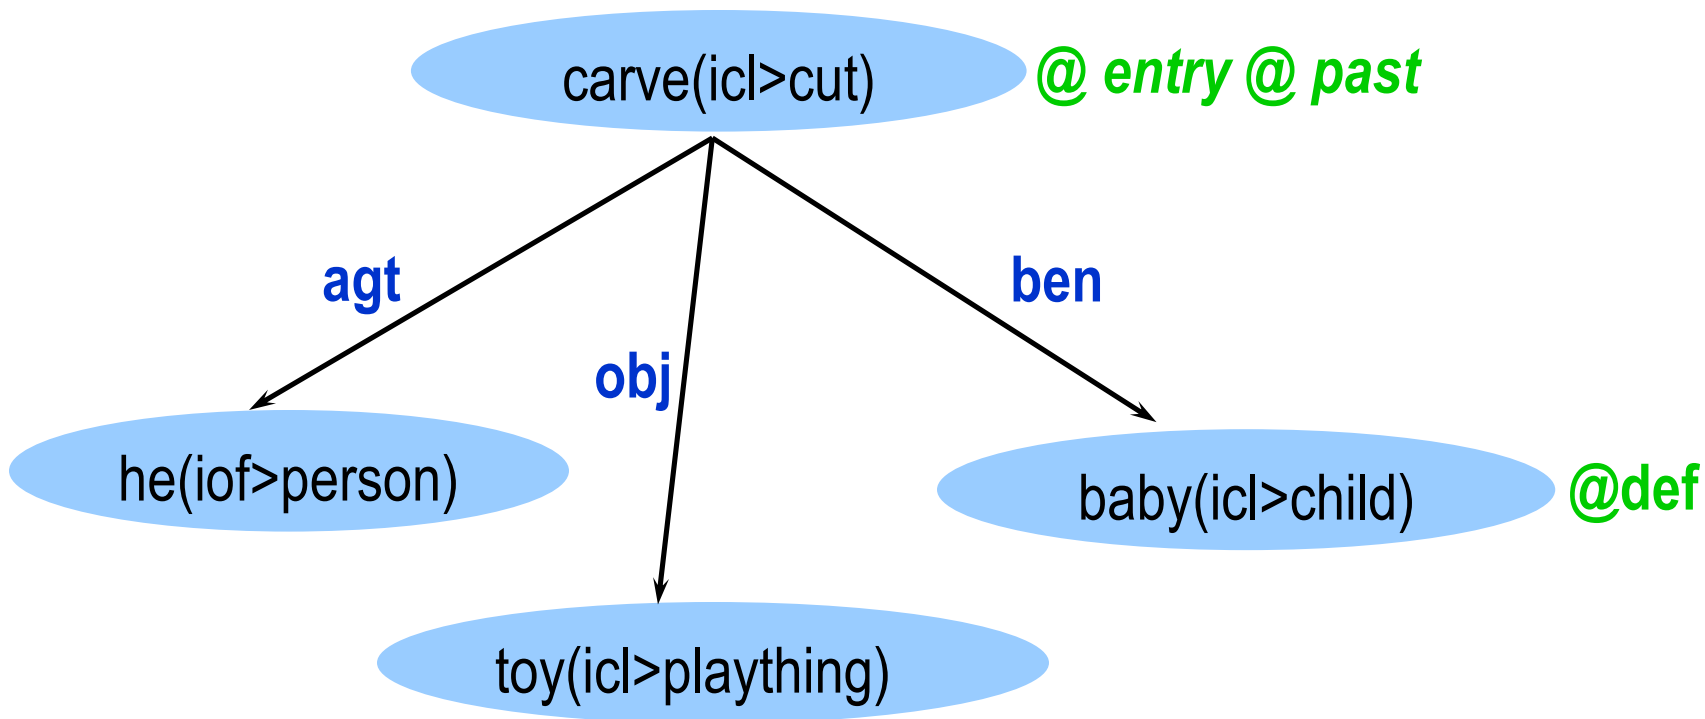 carve(icl>cut) @ entry @ past
agt
ben
obj
he(iof>person)
baby(icl>child) @def
toy(icl>plaything)